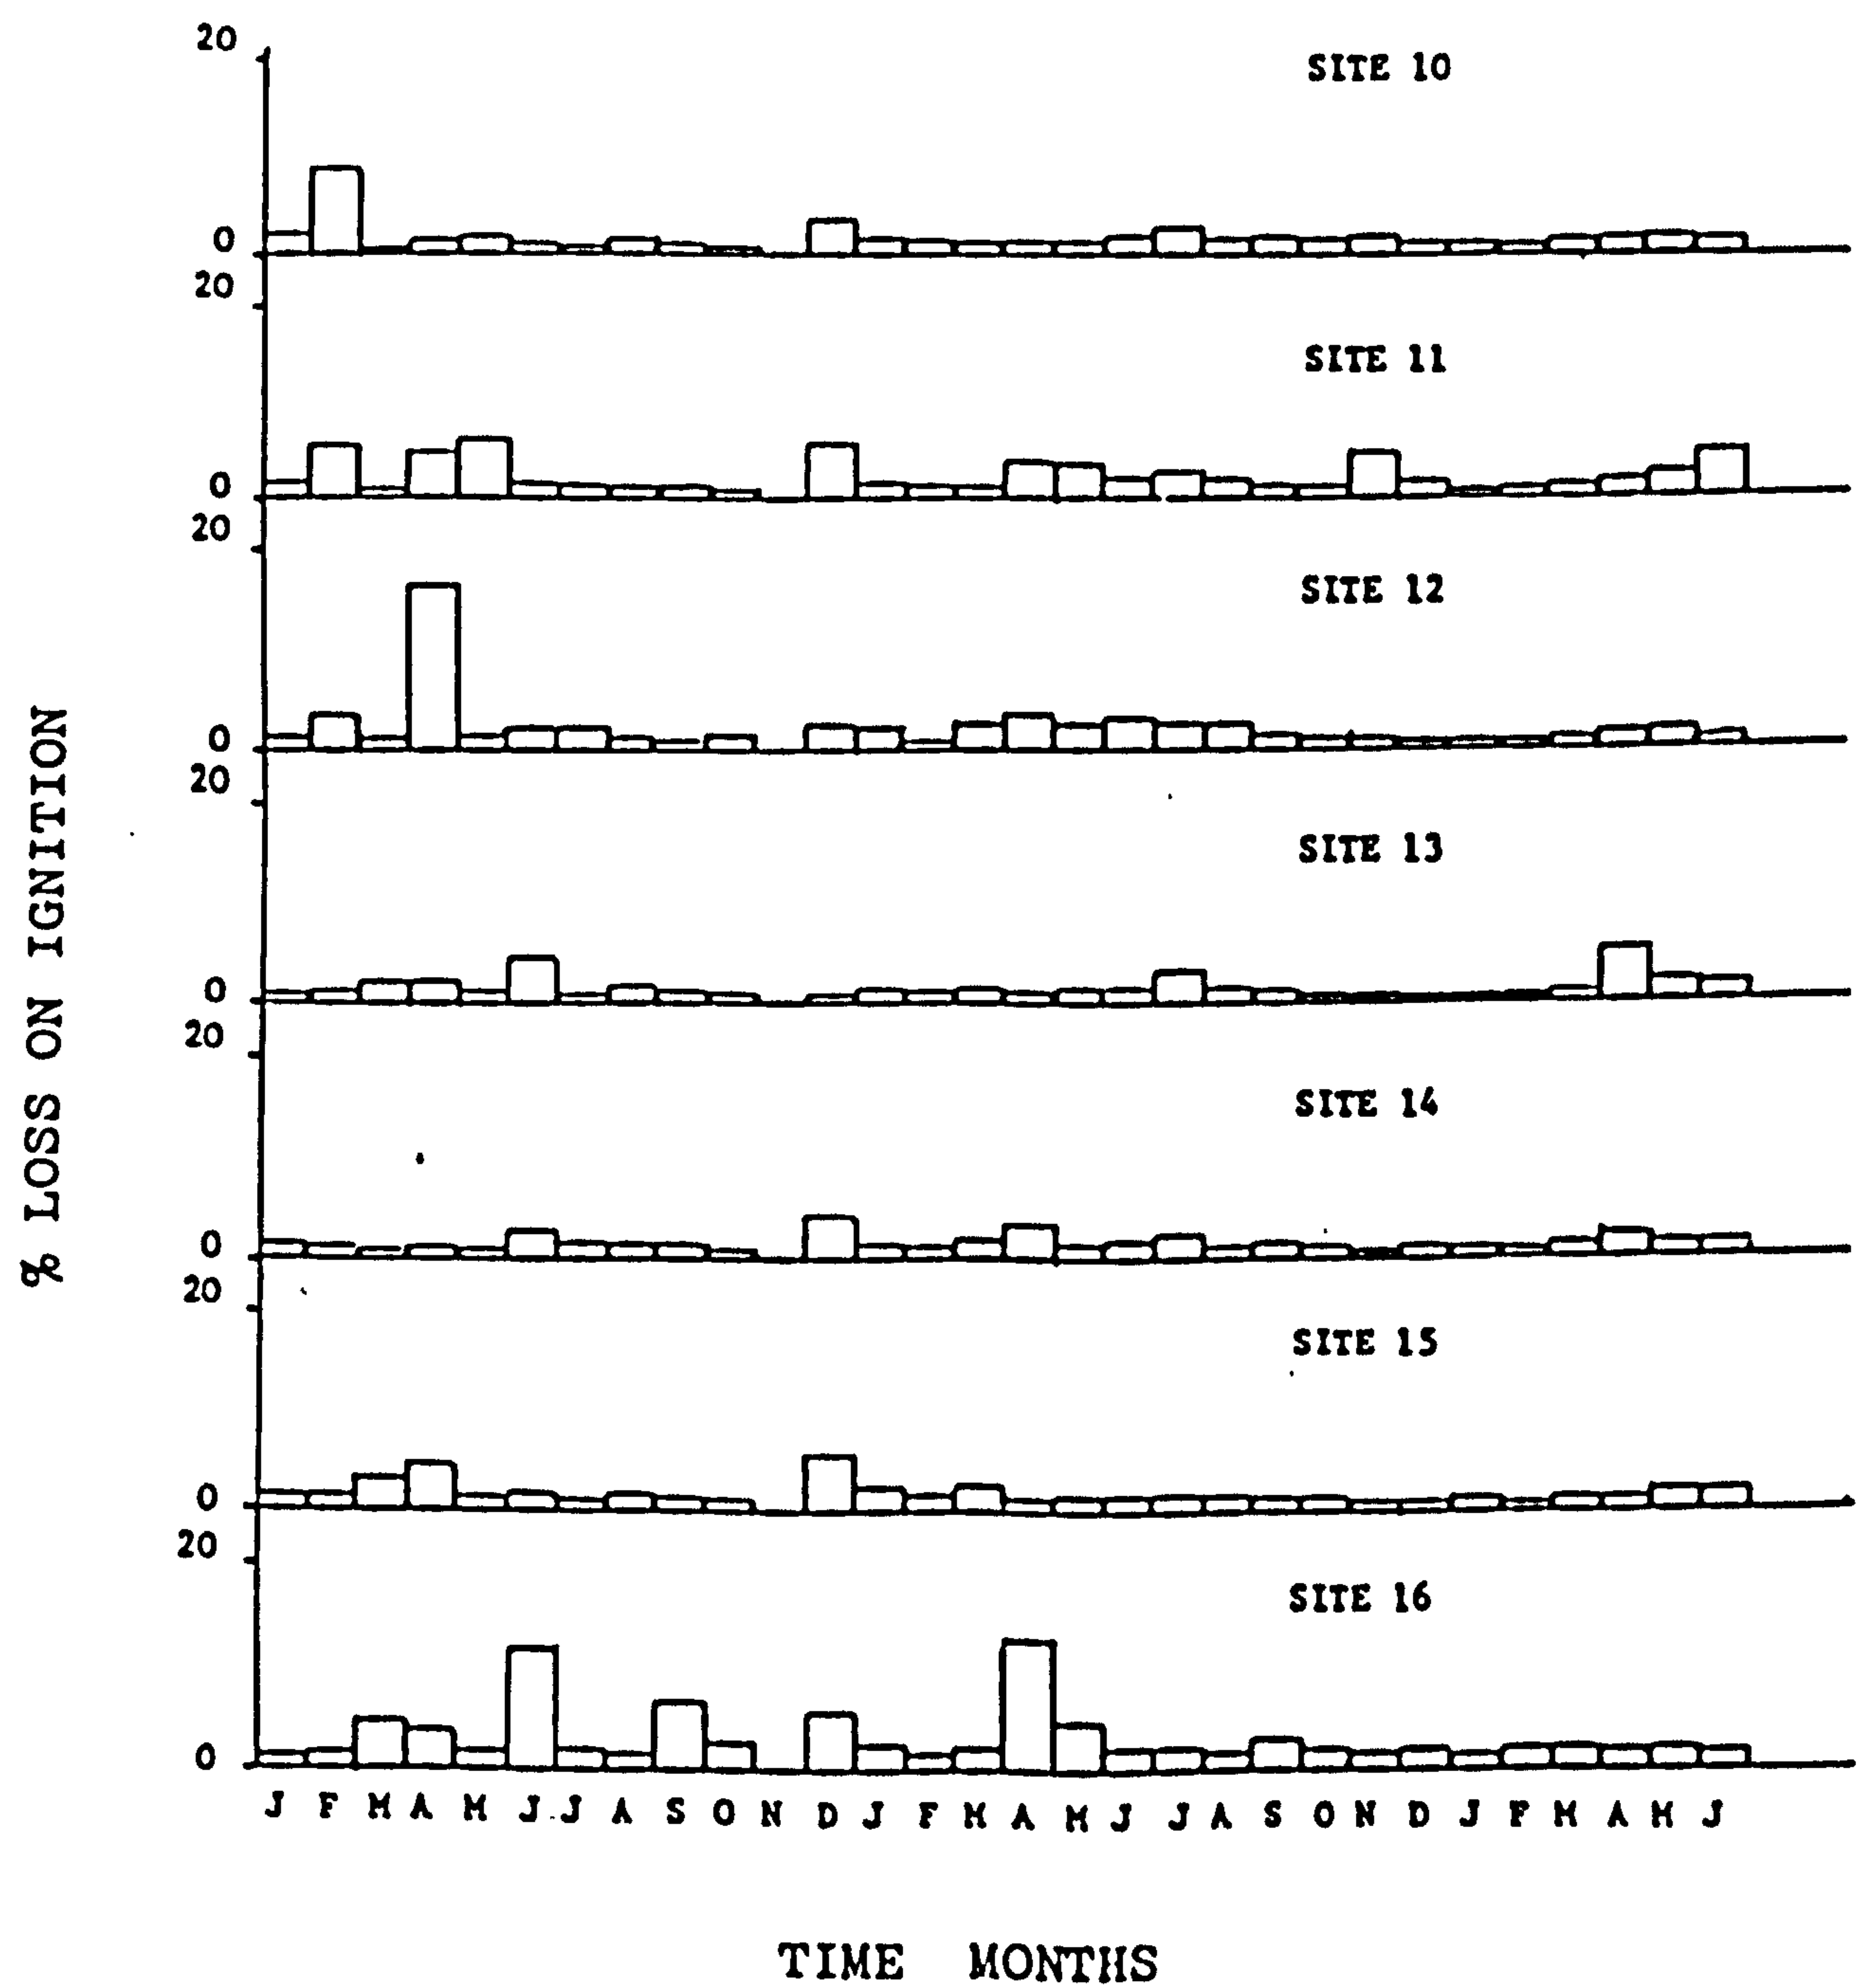 20
SITE 10
0
20
SITE 11
0
20
SITE 12
0
20
SITE 13
0
20
SITE 14
0
20
SITE 15
0
20
SITE 16
0
J F M A M J J A S O N D J F M A M J J A S O N D J F M A M J
TIME MONTHS
% LOSS ON IGNITION